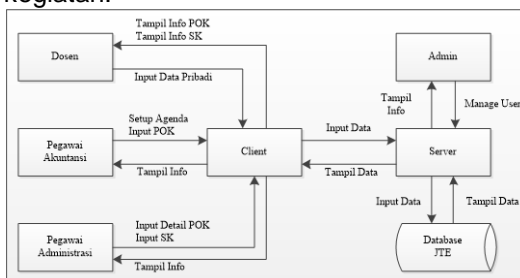 kegiatan.
Tampil Info POK
Tampil Info SK
Dosen
Input Data Pribadi
Admin
Tampil
Info
Manage User
Setup Agenda
Input POK
Pegawai
Akuntansi
Tampil Info
Client
Input Data
Tampil Data
Server
Input Detail POK
Input SK
Pegawai
Administrasi
Tampil Info
Input Data
Tampil Data
Database
JTE